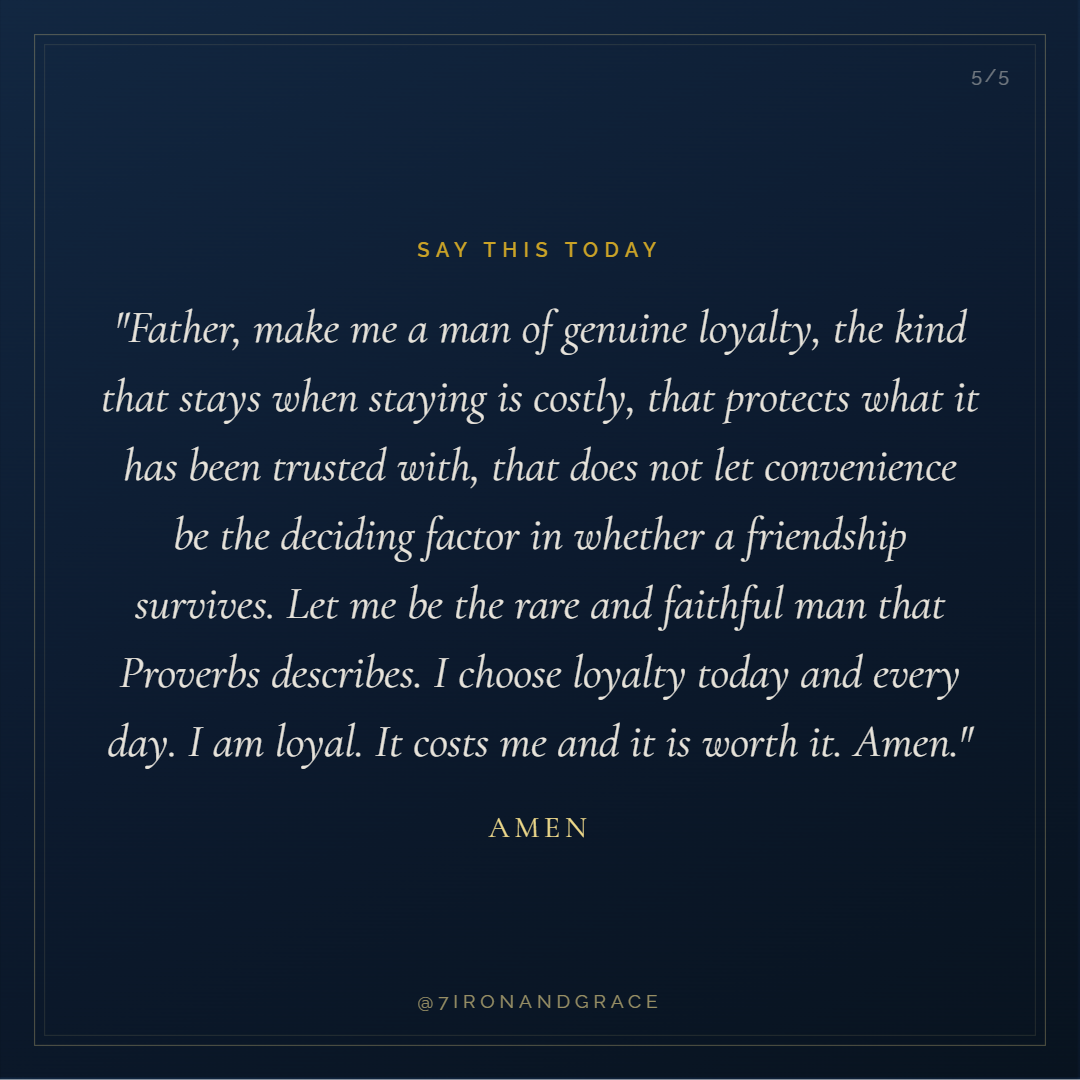 5/5
SAY THIS TODAY
"Father, make me a man of genuine loyalty, the kind
that stays when staying is costly, that protects what it
has been trusted with, that does not let convenience
be the deciding factor in whether a friendship
survives. Let me be the rare and faithful man that
Proverbs describes. I choose loyalty today and every
day. I am loyal. It costs me and it is worth it. Amen."
AMEN
@7IRONANDGRACE